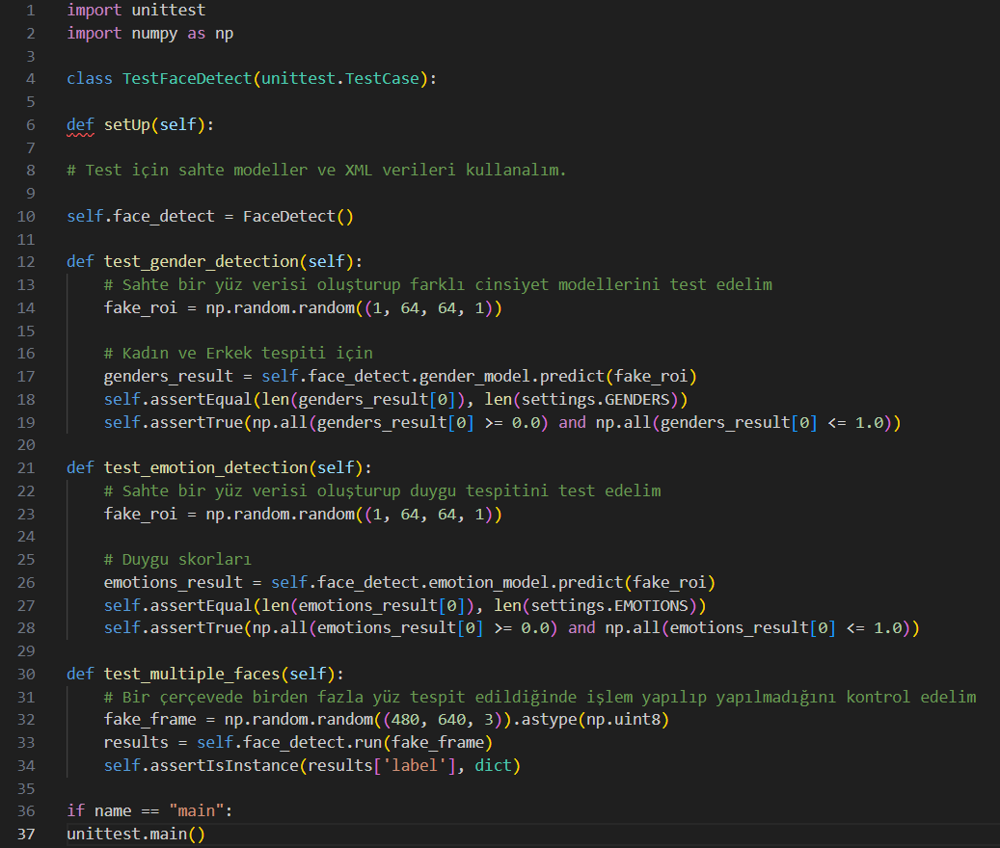 1 import unittest
2 import numpy as np
3
4 class TestFaceDetect(unittest.TestCase):
5
6 def setUp(self):
7
8 # Test için sahte modeller ve XML verileri kullanalım.
9
10 self.face_detect = FaceDetect()
11
12 def test_gender_detection(self):
13 # Sahte bir yüz verisi oluşturup farklı cinsiyet modellerini test edelim
14 fake_roi = np.random.random((1, 64, 64, 1))
15
16 # Kadın ve Erkek tespiti için
17 genders_result = self.face_detect.gender_model.predict(fake_roi)
18 self.assertEqual(len(genders_result[0]), len(settings.GENDERS))
19 self.assertTrue(np.all(genders_result[0] >= 0.0) and np.all(genders_result[0] <= 1.0))
20
21 def test_emotion_detection(self):
22 # Sahte bir yüz verisi oluşturup duygu tespitini test edelim
23 fake_roi = np.random.random((1, 64, 64, 1))
24
25 # Duygu skorları
26 emotions_result = self.face_detect.emotion_model.predict(fake_roi)
27 self.assertEqual(len(emotions_result[0]), len(settings.EMOTIONS))
28 self.assertTrue(np.all(emotions_result[0] >= 0.0) and np.all(emotions_result[0] <= 1.0))
29
30 def test_multiple_faces(self):
31 # Bir çerçevede birden fazla yüz tespit edildiğinde işlem yapılıp yapılmadığını kontrol edelim
32 fake_frame = np.random.random((480, 640, 3)).astype(np.uint8)
33 results = self.face_detect.run(fake_frame)
34 self.assertIsInstance(results['label'], dict)
35
36 if name == "main":
37 unittest.main()